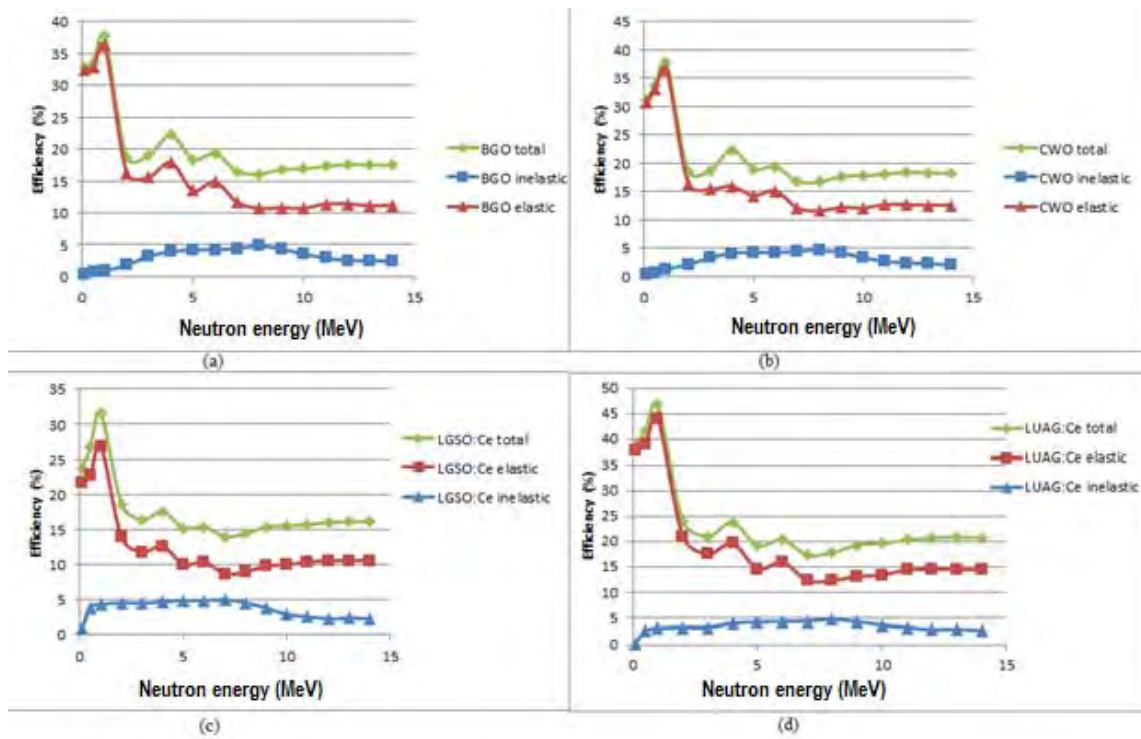 40
35
30
25
20
15
10
5
0
Efficiency (%)
0 5 10 15
Neutron energy (MeV)
BGO total
BGO inelastic
BGO elastic
(a)
45
40
35
30
25
20
15
10
5
0
Efficiency (%)
0 5 10 15
Neutron energy (MeV)
CWO total
CWO inelastic
CWO elastic
(b)
35
30
25
20
15
10
5
0
Efficiency (%)
0 5 10 15
Neutron energy (MeV)
LGSO:Ce total
LGSO:Ce elastic
LGSO:Ce inelastic
(c)
50
45
40
35
30
25
20
15
10
5
0
Efficiency (%)
0 5 10 15
Neutron energy (MeV)
LUAG:Ce total
LUAG:Ce elastic
LUAG:Ce inelastic
(d)